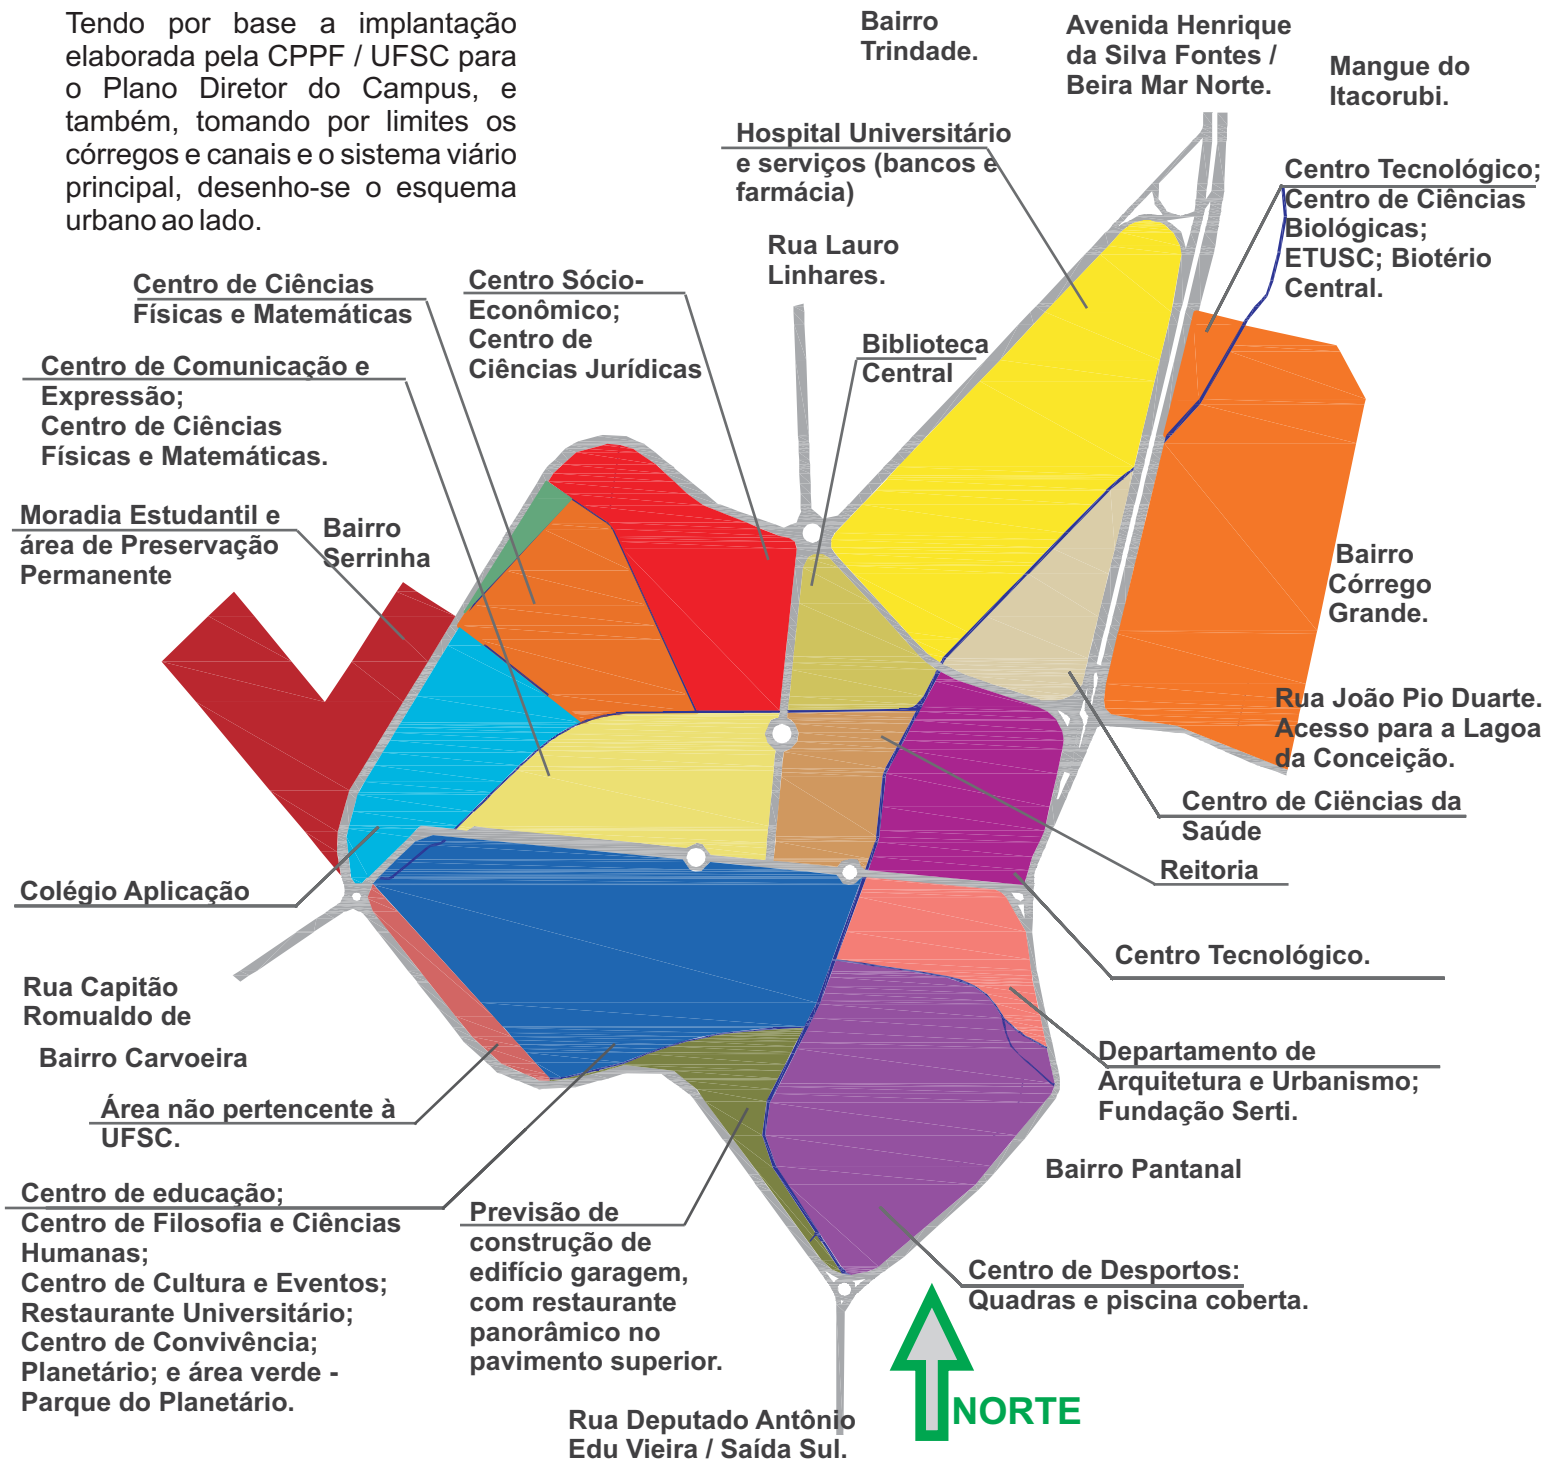 Tendo por base a implantação
elaborada pela CPPF / UFSC para
o Plano Diretor do Campus, e
também, tomando por limites os
córregos e canais e o sistema viário
principal, desenho-se o esquema
urbano ao lado.
Bairro
Trindade.
Avenida Henrique
da Silva Fontes /
Beira Mar Norte.
Mangue do
Itacorubi.
Hospital Universitário
e serviços (bancos e
farmácia)
Centro Tecnológico;
Centro de Ciências
Biológicas;
ETUSC; Biotério
Central.
Rua Lauro
Linhares.
Centro de Ciências
Físicas e Matemáticas
Centro Sócio-
Econômico;
Centro de
Ciências Jurídicas
Biblioteca
Central
Centro de Comunicação e
Expressão;
Centro de Ciências
Físicas e Matemáticas.
Moradia Estudantil e
área de Preservação
Permanente
Bairro
Serrinha
Bairro
Córrego
Grande.
Rua João Pio Duarte.
Acesso para a Lagoa
da Conceição.
Centro de Ciëncias da
Saúde
Reitoria
Colégio Aplicação
Centro Tecnológico.
Rua Capitão
Romualdo de
Bairro Carvoeira
Departamento de
Arquitetura e Urbanismo;
Fundação Serti.
Área não pertencente à
UFSC.
Bairro Pantanal
Centro de educação;
Centro de Filosofia e Ciências
Humanas;
Centro de Cultura e Eventos;
Restaurante Universitário;
Centro de Convivência;
Planetário; e área verde -
Parque do Planetário.
Previsão de
construção de
edifício garagem,
com restaurante
panorâmico no
pavimento superior.
Centro de Desportos:
Quadras e piscina coberta.
NORTE
Rua Deputado Antônio
Edu Vieira / Saída Sul.